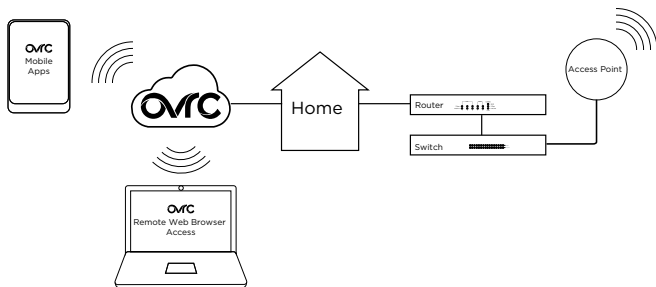 OvrC
Mobile
Apps
OvrC
Home
Router
Switch
Access Point
OvrC
Remote Web Browser
Access